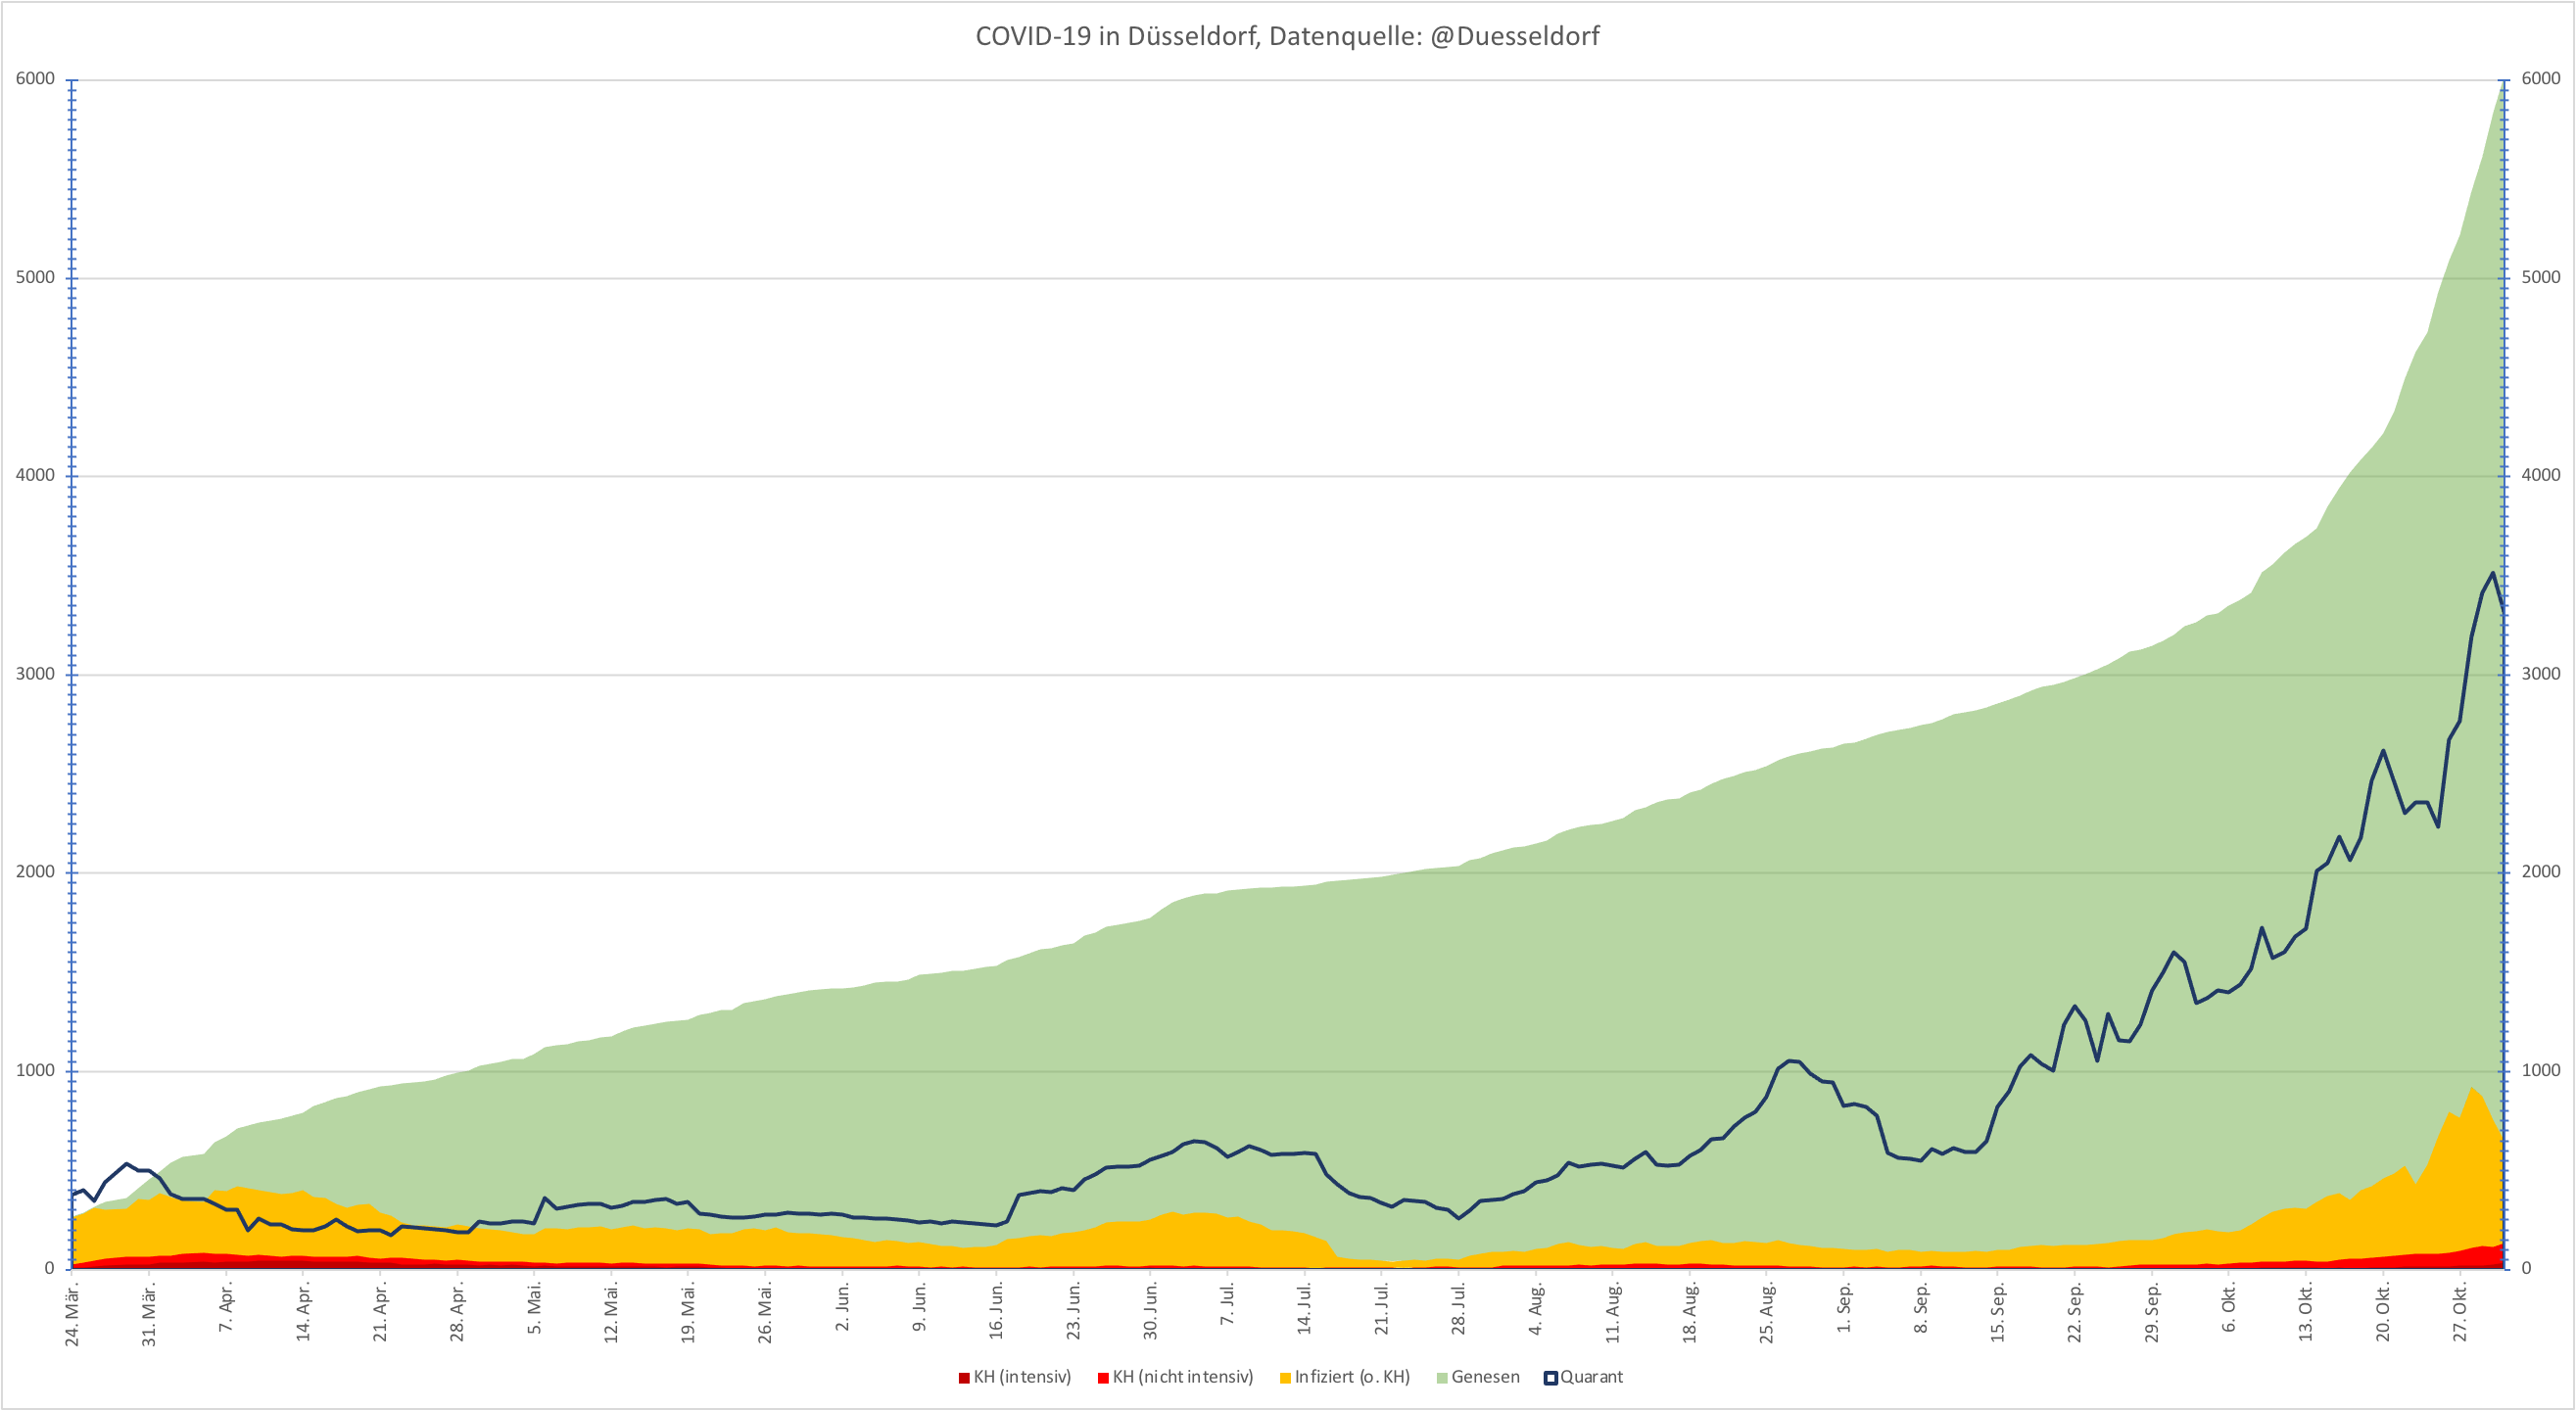 COVID-19 in Düsseldorf, Datenquelle: @Duesseldorf
6000
5000
4000
3000
2000
1000
0
6000
5000
4000
3000
2000
1000
0
24. Mär.
31. Mär.
7. Apr.
14. Apr.
21. Apr.
28. Apr.
5. Mai.
12. Mai.
19. Mai.
26. Mai.
2. Jun.
9. Jun.
16. Jun.
23. Jun.
30. Jun.
7. Jul.
14. Jul.
21. Jul.
28. Jul.
4. Aug.
11. Aug.
18. Aug.
25. Aug.
1. Sep.
8. Sep.
15. Sep.
22. Sep.
29. Sep.
6. Okt.
13. Okt.
20. Okt.
27. Okt.
KH (intensiv) KH (nicht intensiv) Infiziert (o. KH) Genesen Quarant